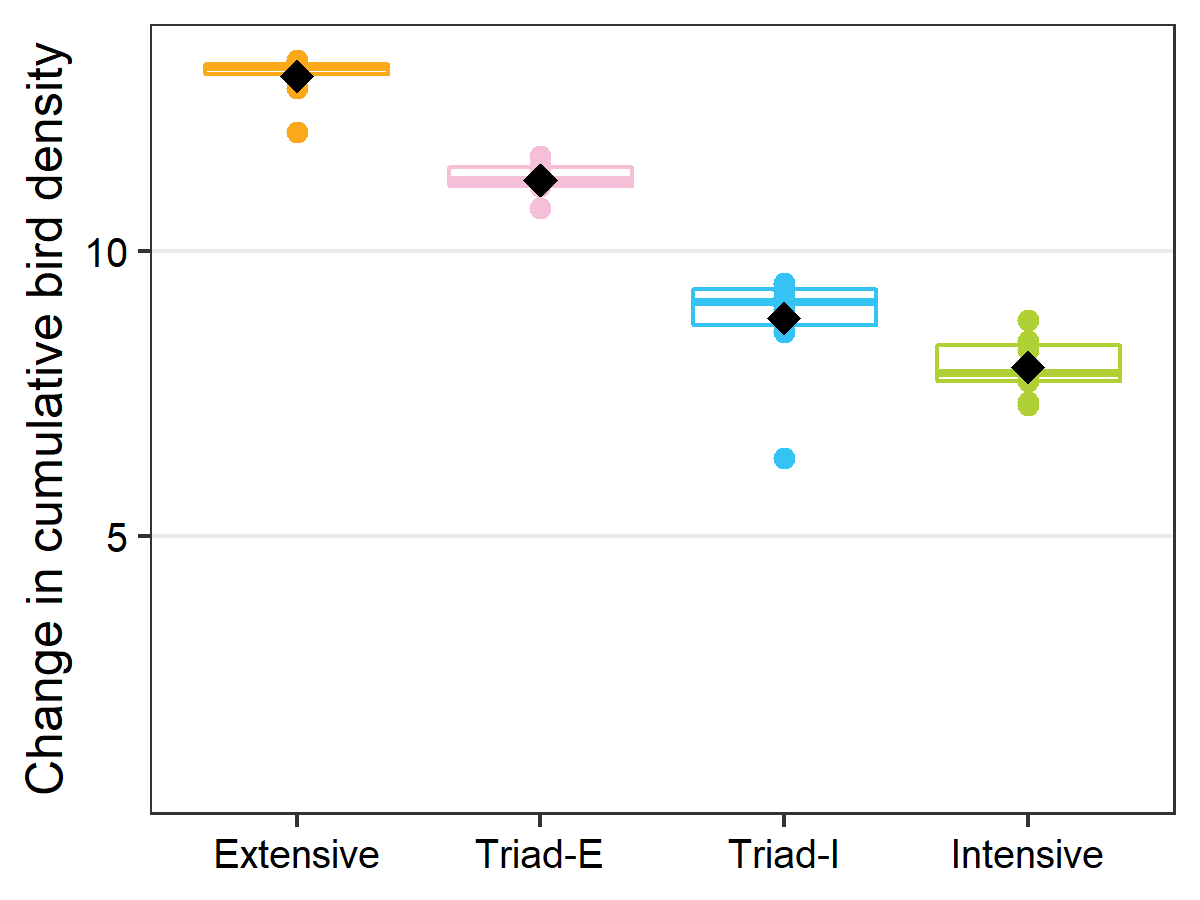 Change in cumulative bird density
10
5
Extensive
Triad-E
Triad-I
Intensive